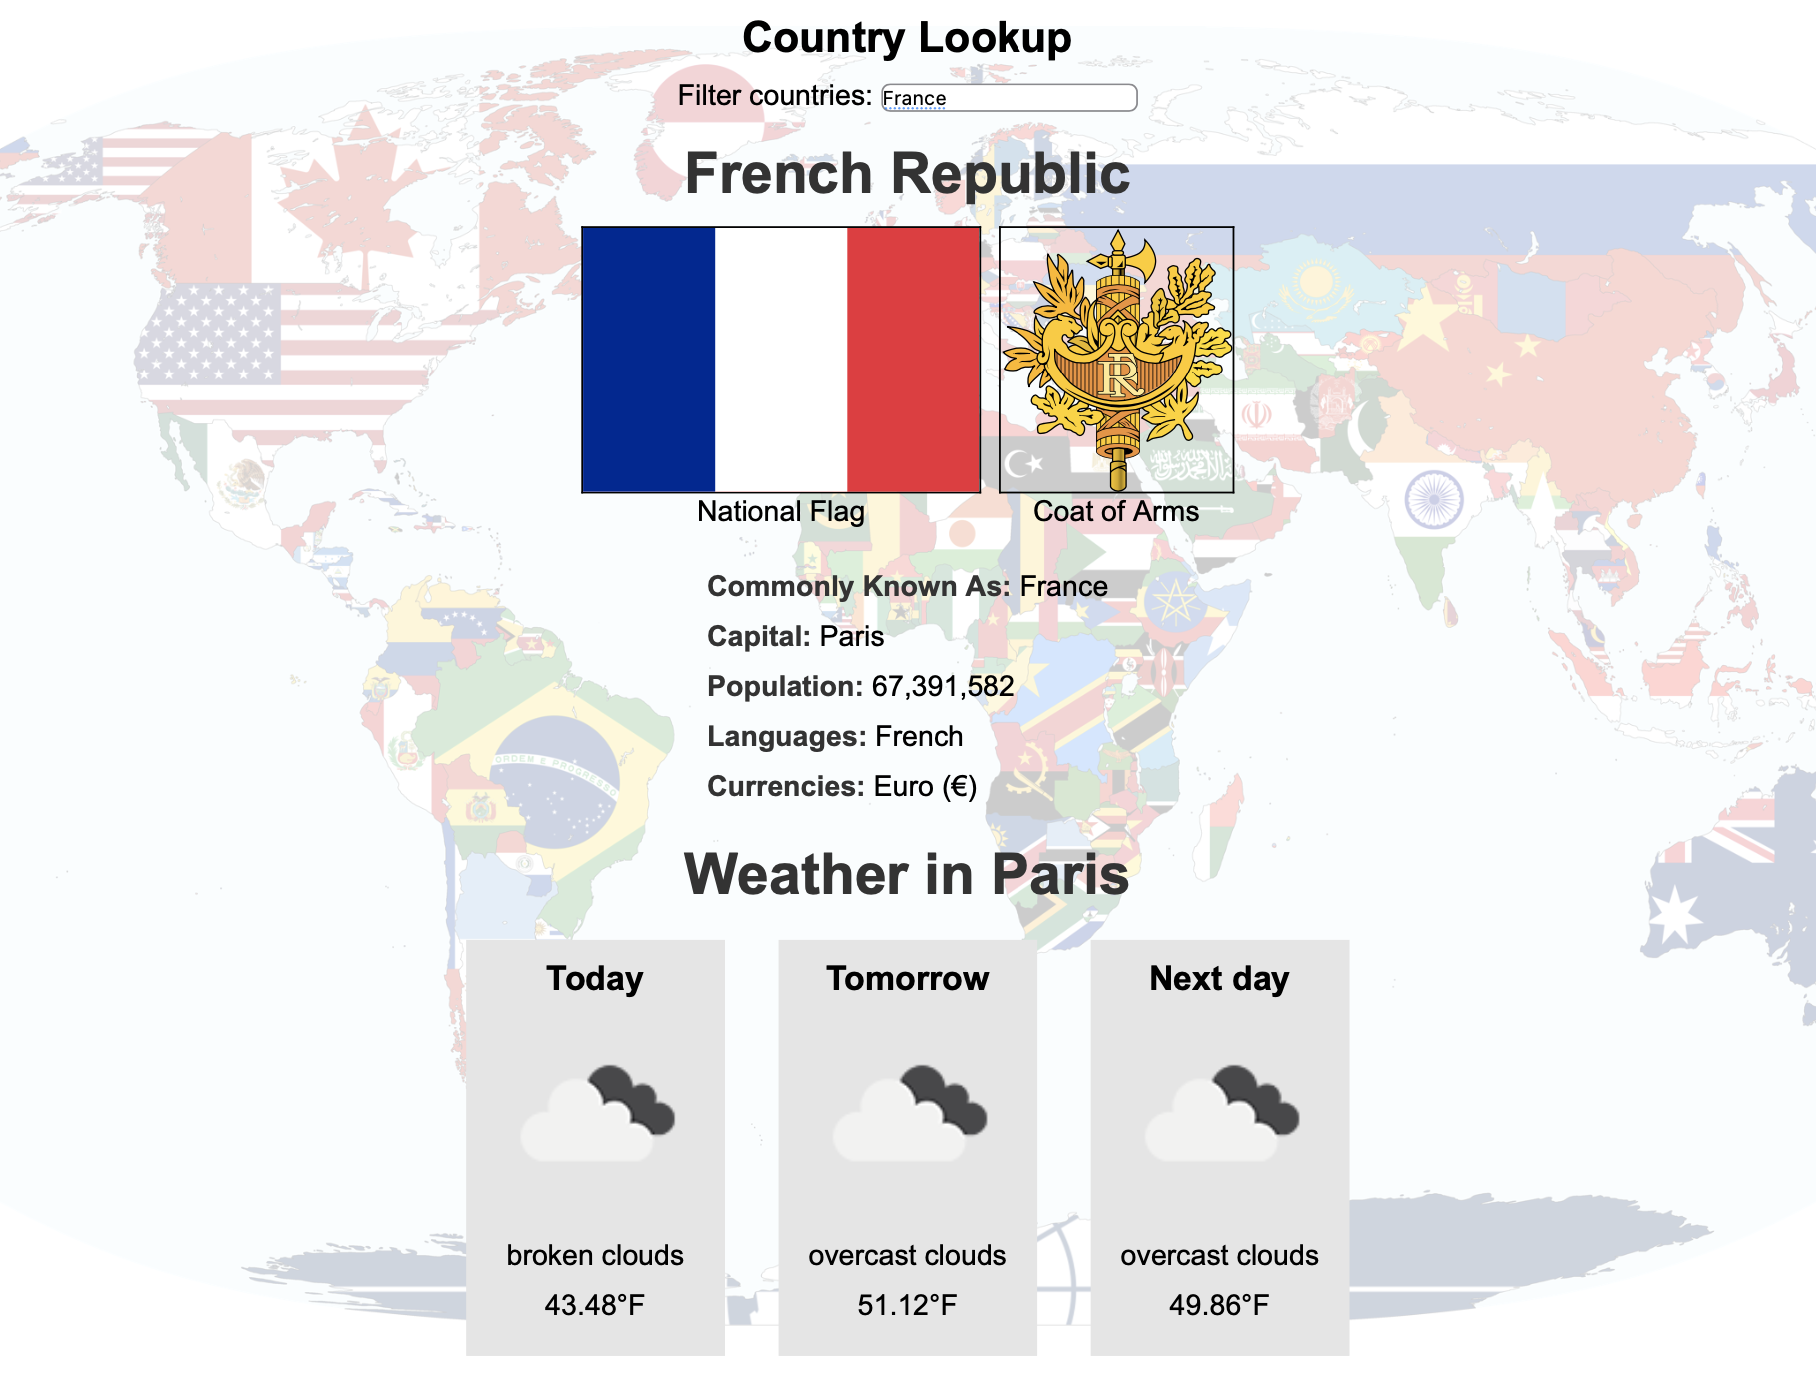 Country Lookup
Filter countries: France
French Republic
RF
National Flag
Coat of Arms
Commonly Known As: France
Capital: Paris
Population: 67,391,582
Languages: French
Currencies: Euro (€)
ORDEM E PROGRESSO
Weather in Paris
Today
Tomorrow
Next day
broken clouds
overcast clouds
overcast clouds
43.48°F
51.12°F
49.86°F